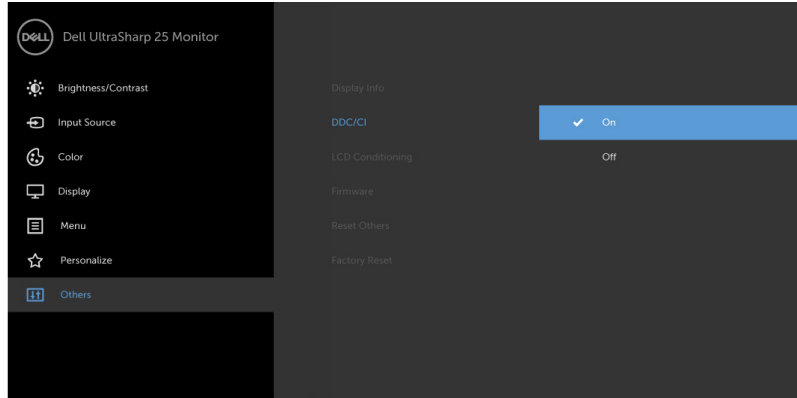 DELL
Dell UltraSharp 25 Monitor
Brightness/Contrast
Input Source
Color
Display
Menu
Personalize
Others
Display Info
DDC/CI
LCD Conditioning
Firmware
Reset Others
Factory Reset
On
Off